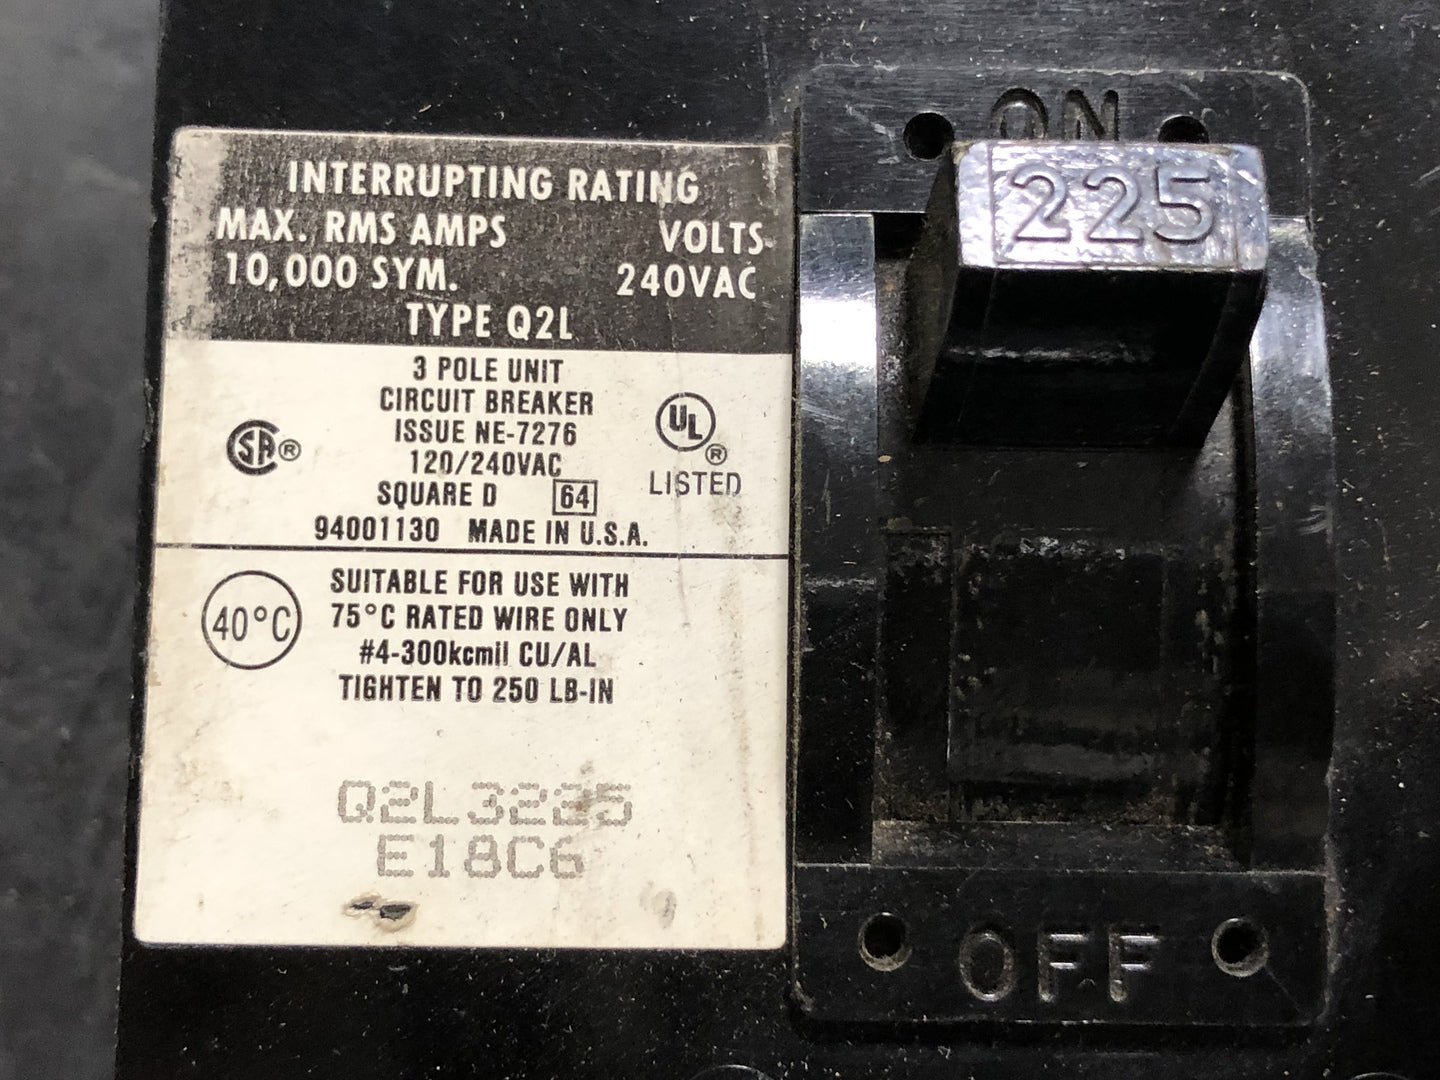 INTERRUPTING RATING
MAX. RMS AMPS VOLTS
10,000 SYM. 240VAC
TYPE Q2L
3 POLE UNIT
CIRCUIT BREAKER
ISSUE NE-7276
120/240VAC
SQUARE D 64
94001130 MADE IN U.S.A.
SA ®
UL ®
LISTED
40°C
SUITABLE FOR USE WITH
75°C RATED WIRE ONLY
#4-300kcmil CU/AL
TIGHTEN TO 250 LB-IN
Q2L3225
E18C6
ON
225
OFF